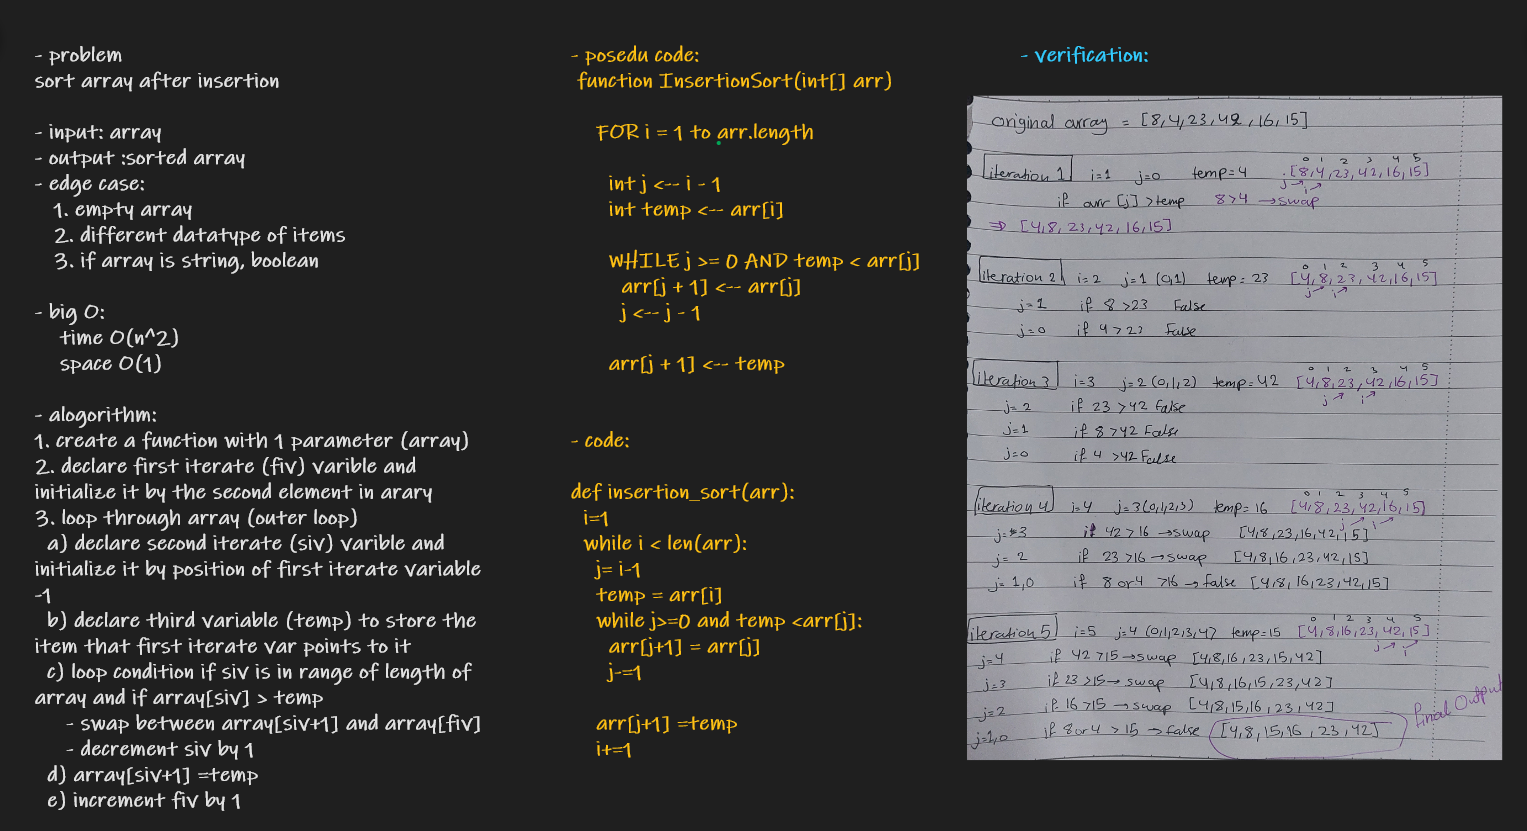 - problem
sort array after insertion
- input: array
- output :sorted array
- edge case:
1. empty array
2. different datatype of items
3. if array is string, boolean
- big O:
time O(n^2)
space O(1)
- alogorithm:
1. create a function with 1 parameter (array)
2. declare first iterate (fiv) varible and
initialize it by the second element in arary
3. loop through array (outer loop)
a) declare second iterate (siv) varible and
initialize it by position of first iterate variable
-1
b) declare third variable (temp) to store the
item that first iterate var points to it
c) loop condition if siv is in range of length of
array and if array[siv] > temp
- swap between array[siv+1] and array[fiv]
- decrement siv by 1
d) array[siv+1] =temp
e) increment fiv by 1
- posedu code:
function InsertionSort(int[] arr)
FOR i = 1 to arr.length
int j <-- i - 1
int temp <-- arr[i]
WHILE j >= 0 AND temp < arr[j]
arr[j + 1] <-- arr[j]
j <-- j - 1
arr[j + 1] <-- temp
- code:
def insertion_sort(arr):
i=1
while i < len(arr):
j= i-1
temp = arr[i]
while j>=0 and temp <arr[j]:
arr[j+1] = arr[j]
j-=1
arr[j+1] =temp
i+=1
- verification:
original array = [8,4,23,42,16,15]
0 1 2 3 4 5
iteration 1 i=1 j=0 temp=4 [8,4,23,42,16,15]
j i
if arr [j] >temp 8>4 →swap
⇒ [4,8,23,42,16,15]
0 1 2 3 4 5
iteration 2 i=2 j=1 (0,1) temp= 23 [4,8,23,42,16,15]
j i
j=1 if 8 >23 False
j=0 if 4 > 23 False
0 1 2 3 4 5
iteration 3 i=3 j=2 (0,1,2) temp=42 [4,8,23,42,16,15]
j i
j=2 if 23 >42 False
j=1 if 8 >42 False
j=0 if 4 >42 False
0 1 2 3 4 5
iteration 4 i=4 j=3(0,1,2,3) temp= 16 [4,8,23,42,16,15]
j i
j=3 if 42>16 →swap [4,8,23,16,42,15]
j= 2 if 23 >16 →swap [4,8,16,23,42,15]
j= 1,0 if 8 or 4 >16 →false [4,8,16,23,42,15]
0 1 2 3 4 5
iteration 5 i=5 j=4 (0,1,2,3,4) temp=15 [4,8,16,23,42,15]
j i
j=4 if 42 >15 →swap [4,8,16,23,15,42]
j=3 if 23 >15→ swap [4,8,16,15,23,42]
j=2 if 16 >15 →swap [4,8,15,16,23,42]
j=1,0 if 8 or 4 > 15 → false [4,8,15,16,23,42]
final Output